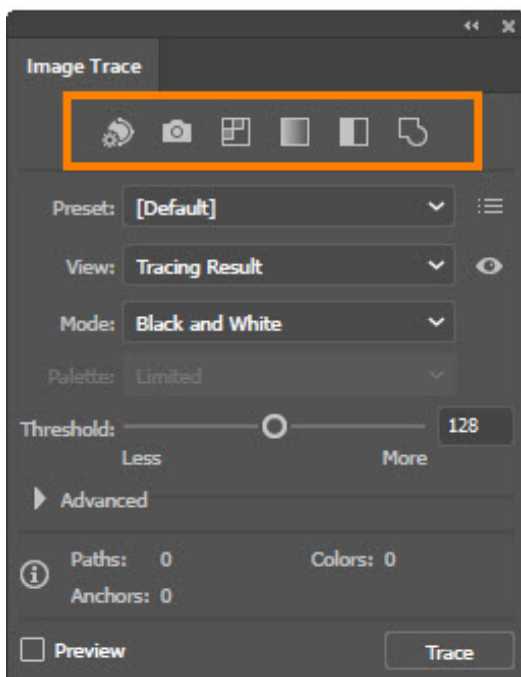 Image Trace
Preset: [Default]
View: Tracing Result
Mode: Black and White
Palette: Limited
Threshold: 128
Less More
Advanced
Paths: 0 Colors: 0
Anchors: 0
Preview Trace